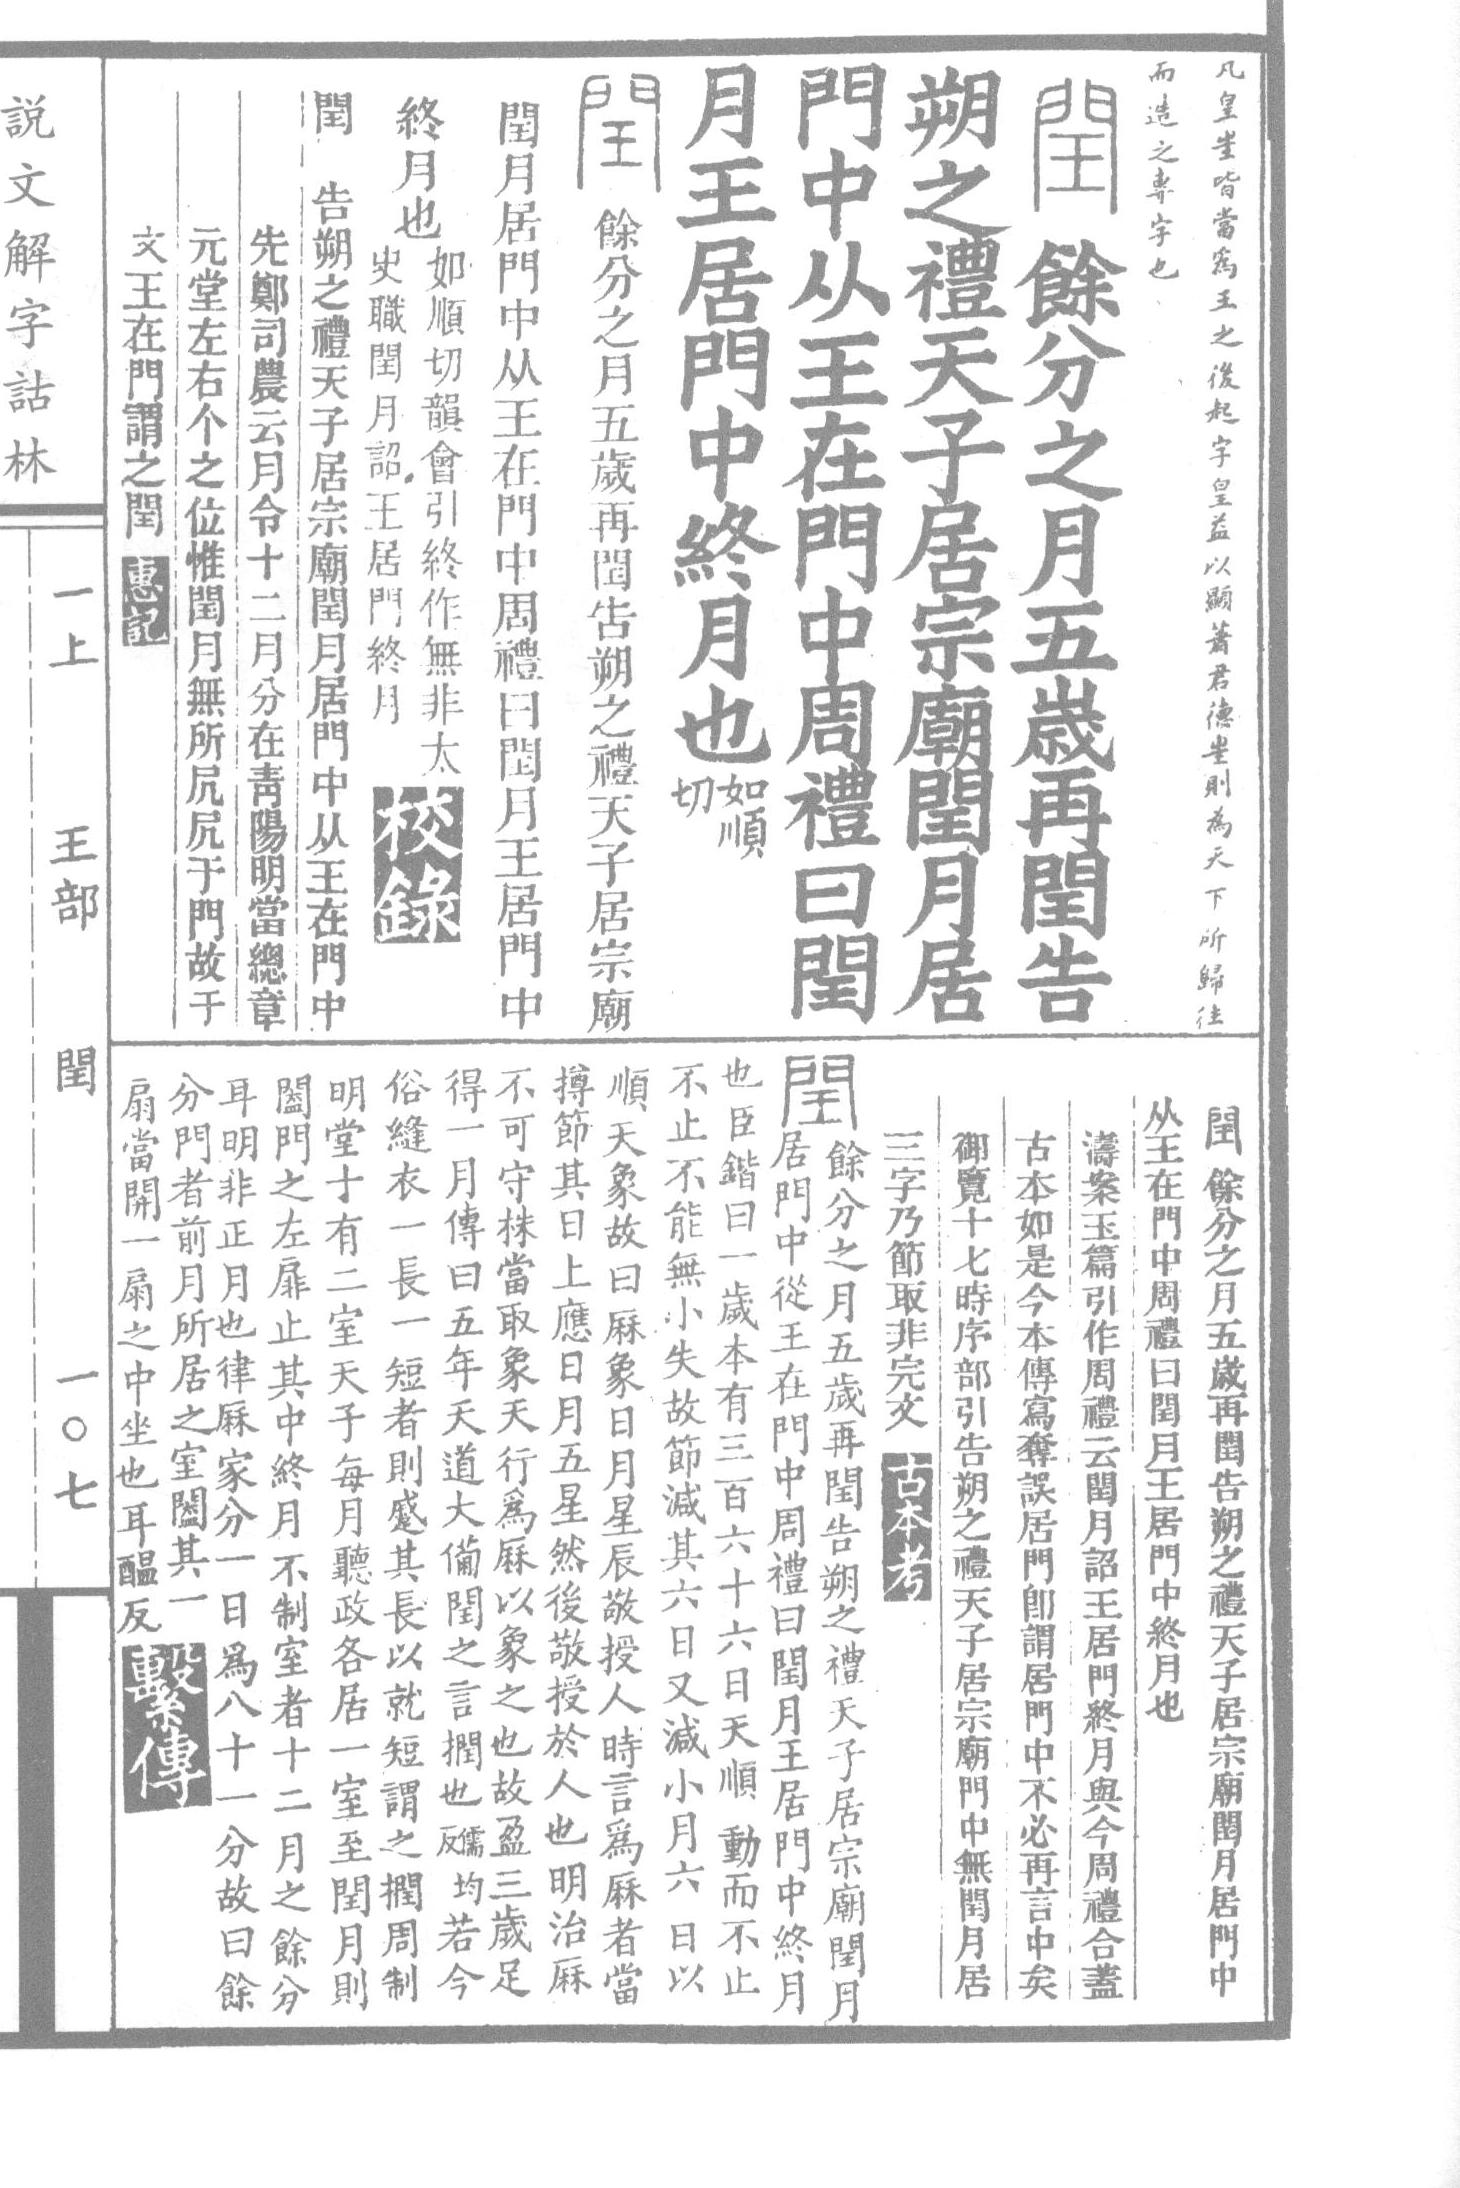 凡皇㞷皆當爲王之後起字皇益以顯著君德㞷則為天下所歸往
而造之專字也
閏餘分之月五歲再閏告
朔之禮天子居宗廟閏月居
門中从王在門中周禮曰閏
月王居門中終月也如順切
閏餘分之月五歲再閏告朔之禮天子居宗廟
閏月居門中从王在門中周禮曰閏月王居門中
終月也如順切韻會引終作無非太
史職閏月詔王居門終月校錄
閏 告朔之禮天子居宗廟閏月居門中从王在門中
先鄭司農云月令十二月分在青陽明當總章
元堂左右个之位惟閏月無所尻尻于門故于
文王在門謂之閏惠記
閏 餘分之月五歲再閏告朔之禮天子居宗廟閏月居門中
从王在門中周禮曰閏月王居門中終月也
濤案玉篇引作周禮云閏月詔王居門終月與今周禮合蓋
古本如是今本傳寫奪誤居門卽謂居門中不必再言中矣
御覽十七時序部引告朔之禮天子居宗廟門中無閏月居
三字乃節取非完文古本考
閏餘分之月五歲再閏告朔之禮天子居宗廟閏月
居門中從王在門中周禮曰閏月王居門中終月
也臣鍇曰一歲本有三百六十六日天順動而不止
不止不能無小失故節減其六日又減小月六日以
順天象故曰厤象日月星辰敬授人時言爲厤者當
撙節其日上應日月五星然後敬授於人也明治厤
不可守株當取象天行爲厤以象之也故盈三歲足
得一月傳曰五年天道大僃閏之言撋也儒反均若今
俗縫衣一長一短者則蹙其長以就短謂之撋周制
明堂十有二室天子每月聽政各居一室至閏月則
闔門之左扉止其中終月不制室者十二月之餘分
耳明非正月也律厤家分一日爲八十一分故曰餘
分門者前月所居之室闔其一
扇當開一扇之中坐也耳醖反繫傳
說文解字詁林
一上
王部
閏
一〇七